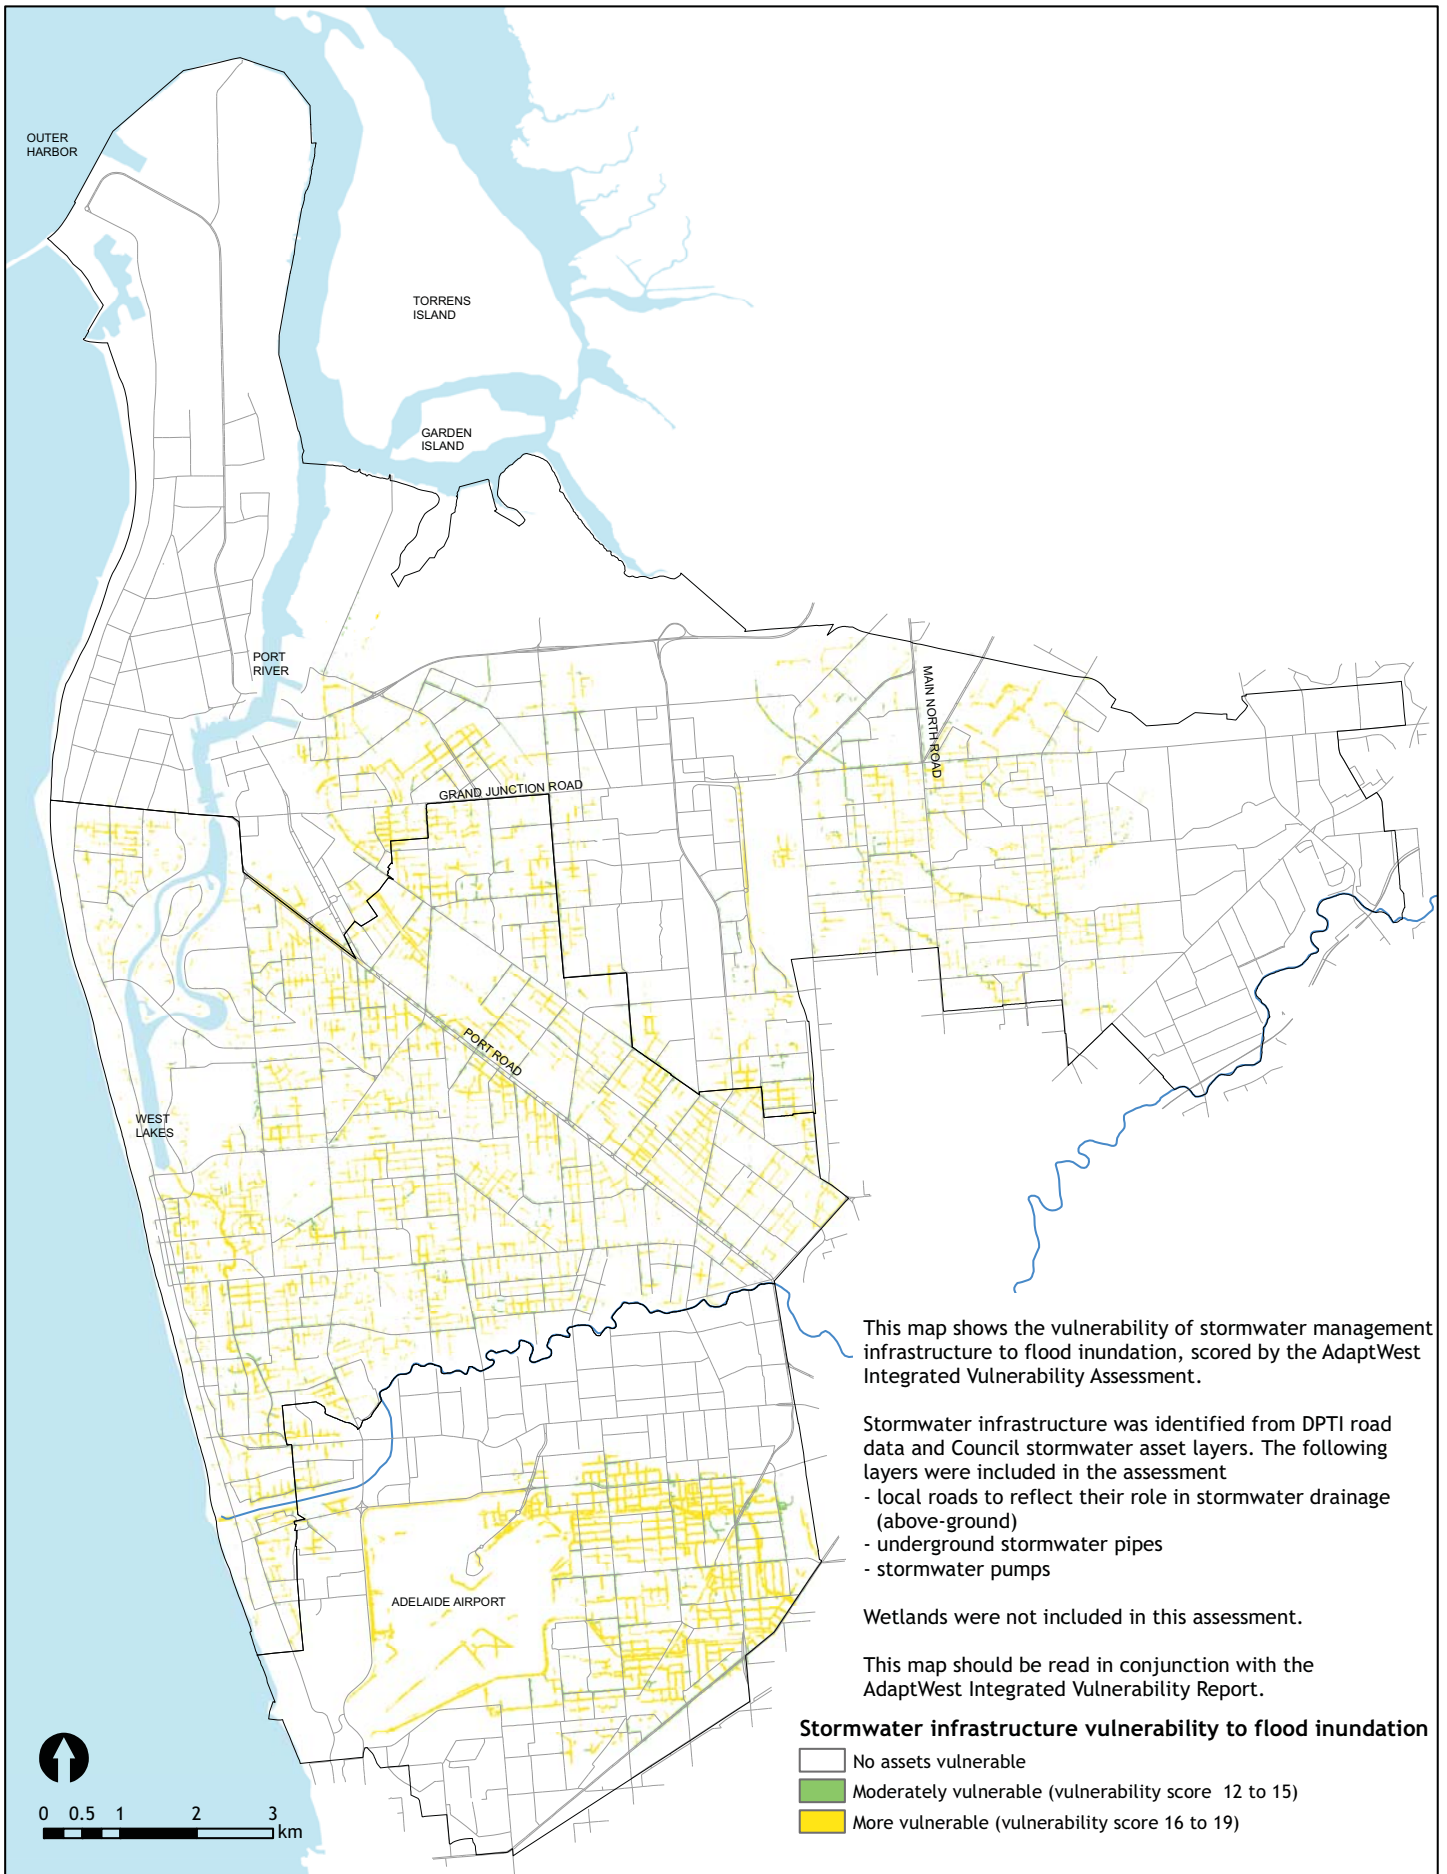 OUTER
HARBOR
TORRENS
ISLAND
GARDEN
ISLAND
PORT
RIVER
MAIN NORTH ROAD
GRAND JUNCTION ROAD
PORT ROAD
WEST
LAKES
This map shows the vulnerability of stormwater management
infrastructure to flood inundation, scored by the AdaptWest
Integrated Vulnerability Assessment.
Stormwater infrastructure was identified from DPTI road
data and Council stormwater asset layers. The following
layers were included in the assessment
- local roads to reflect their role in stormwater drainage
(above-ground)
- underground stormwater pipes
- stormwater pumps
ADELAIDE AIRPORT
Wetlands were not included in this assessment.
This map should be read in conjunction with the
AdaptWest Integrated Vulnerability Report.
Stormwater infrastructure vulnerability to flood inundation
No assets vulnerable
Moderately vulnerable (vulnerability score 12 to 15)
More vulnerable (vulnerability score 16 to 19)
0 0.5 1 2 3
km